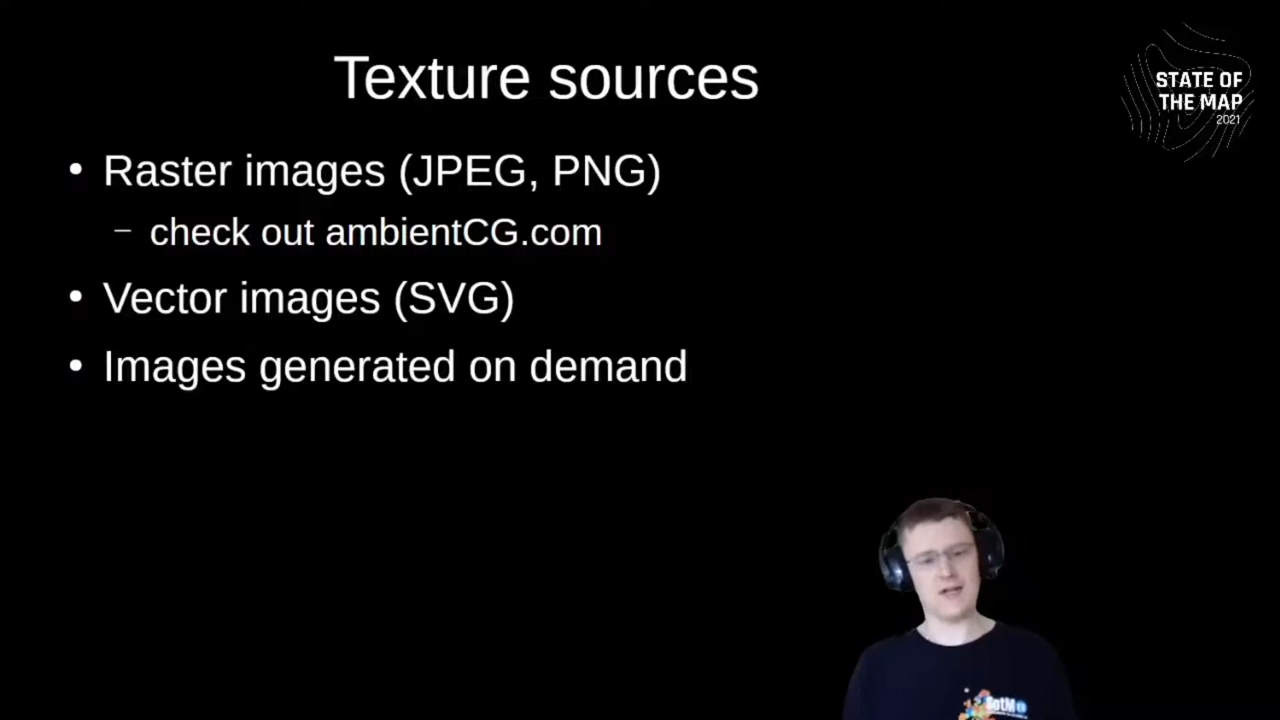 Texture sources
STATE OF
THE MAP
2021
• Raster images (JPEG, PNG)
– check out ambientCG.com
• Vector images (SVG)
• Images generated on demand
SotM